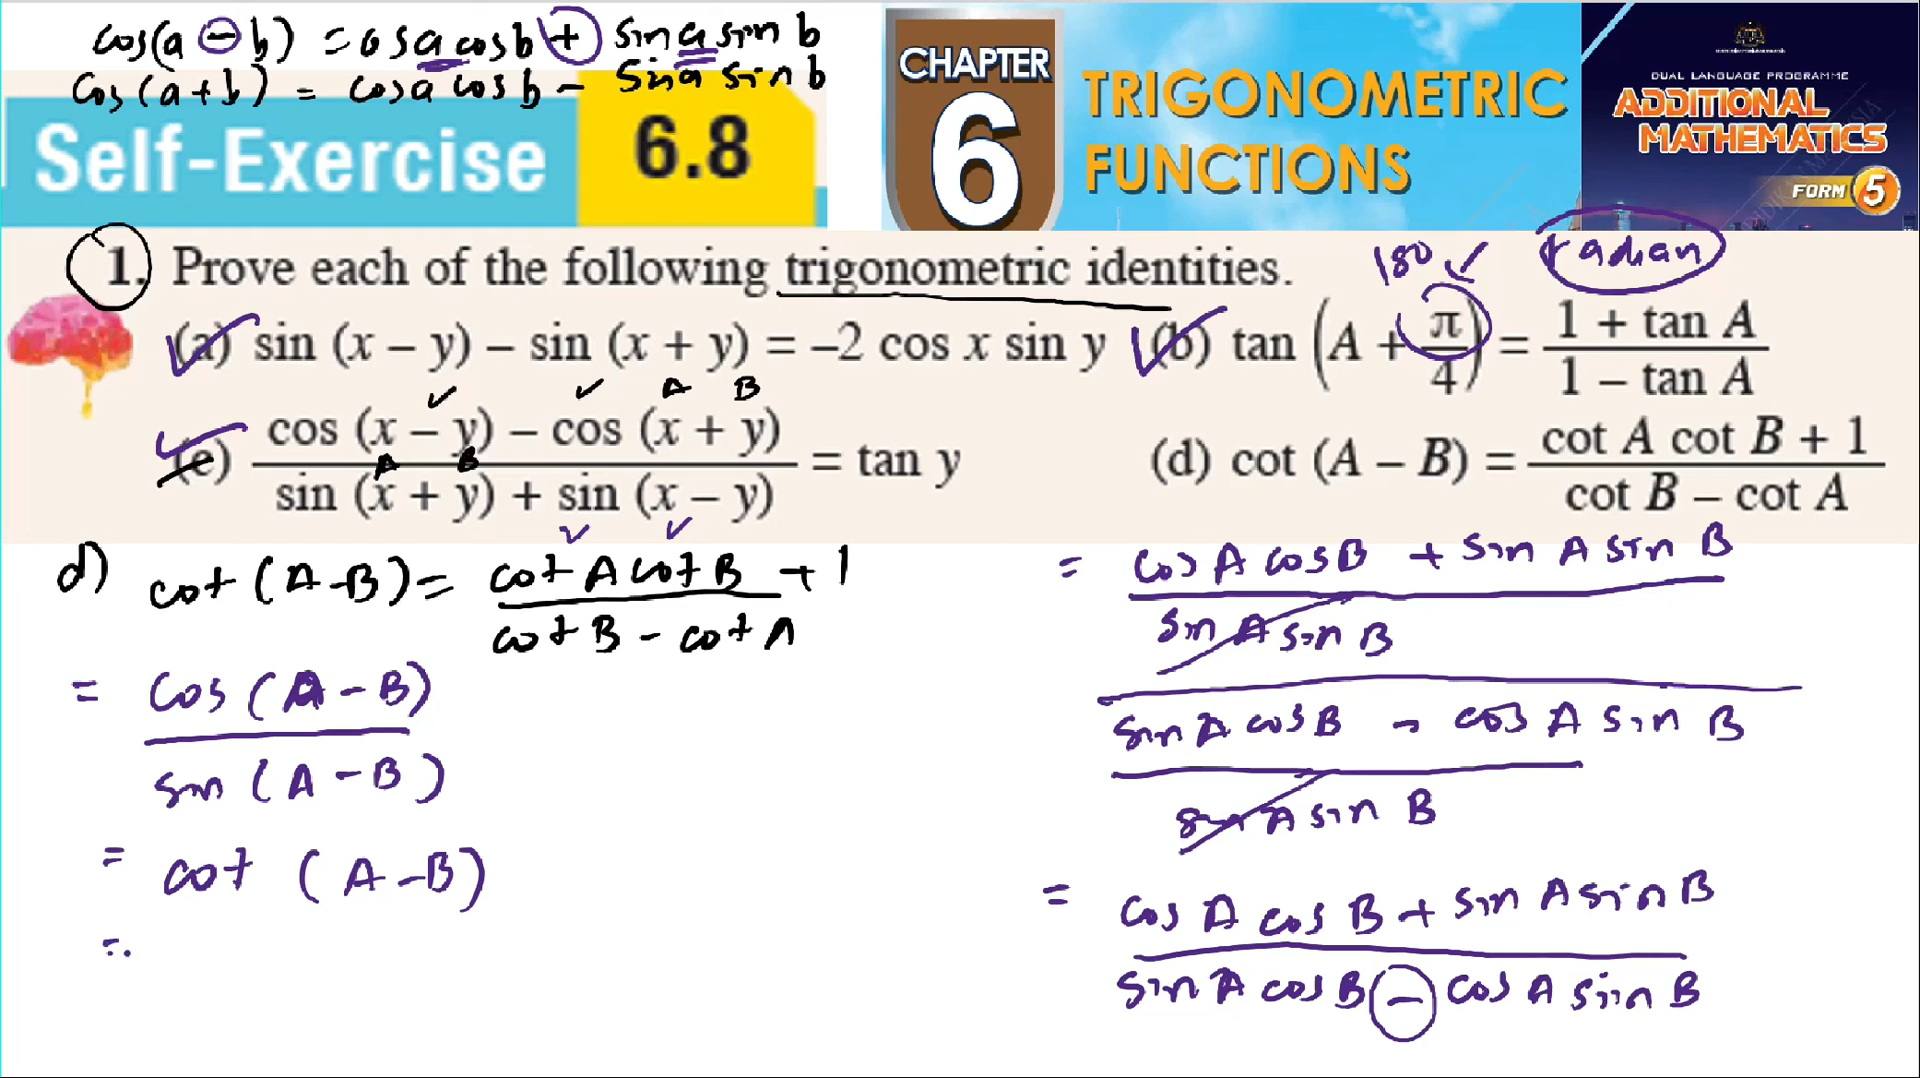 cos(a − b) = cos a cos b + sin a sin b
cos(a + b) = cos a cos b − sin a sin b
Self-Exercise 6.8
CHAPTER 6
TRIGONOMETRIC FUNCTIONS
DUAL LANGUAGE PROGRAMME
ADDITIONAL
MATHEMATICS
FORM 5
1. Prove each of the following trigonometric identities.
180 ✓ radian
(a) sin (x – y) – sin (x + y) = –2 cos x sin y
(b) tan (A + π/4) = (1 + tan A)/(1 – tan A)
✓ ✓ A B
(c) (cos (x – y) – cos (x + y))/(sin (x + y) + sin (x – y)) = tan y
A B
(d) cot (A – B) = (cot A cot B + 1)/(cot B – cot A)
✓ ✓
d) cot (A-B) = (cot A cot B + 1)/(cot B - cot A)
= cos (A - B)
sin (A - B)
= cot (A - B)
∴
= cos A cos B + sin A sin B
sin A sin B
sin A cos B - cos A sin B
sin A sin B
= cos A cos B + sin A sin B
sin A cos B − cos A sin B